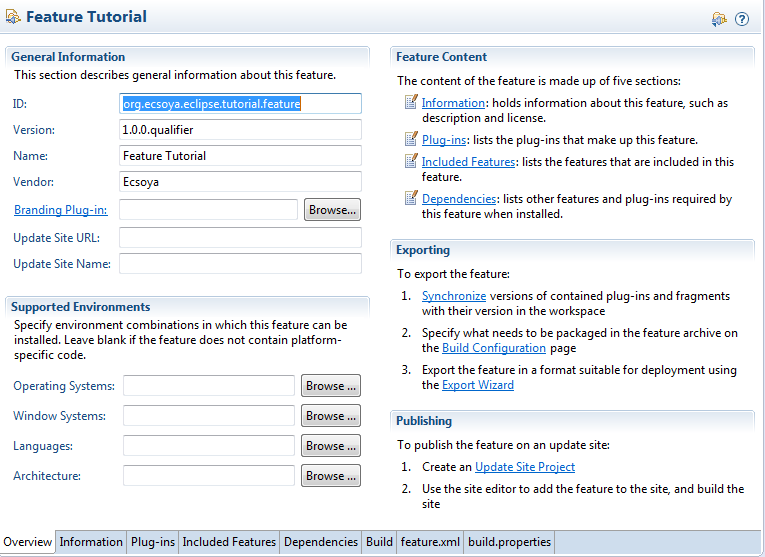 Feature Tutorial
General Information
This section describes general information about this feature.
ID: org.ecsoya.eclipse.tutorial.feature
Version: 1.0.0.qualifier
Name: Feature Tutorial
Vendor: Ecsoya
Branding Plug-in: Browse...
Update Site URL:
Update Site Name:
Supported Environments
Specify environment combinations in which this feature can be
installed. Leave blank if the feature does not contain platform-
specific code.
Operating Systems: Browse ...
Window Systems: Browse ...
Languages: Browse ...
Architecture: Browse ...
Feature Content
The content of the feature is made up of five sections:
Information: holds information about this feature, such as
description and license.
Plug-ins: lists the plug-ins that make up this feature.
Included Features: lists the features that are included in this
feature.
Dependencies: lists other features and plug-ins required by
this feature when installed.
Exporting
To export the feature:
1. Synchronize versions of contained plug-ins and fragments
with their version in the workspace
2. Specify what needs to be packaged in the feature archive on
the Build Configuration page
3. Export the feature in a format suitable for deployment using
the Export Wizard
Publishing
To publish the feature on an update site:
1. Create an Update Site Project
2. Use the site editor to add the feature to the site, and build the
site
Overview Information Plug-ins Included Features Dependencies Build feature.xml build.properties